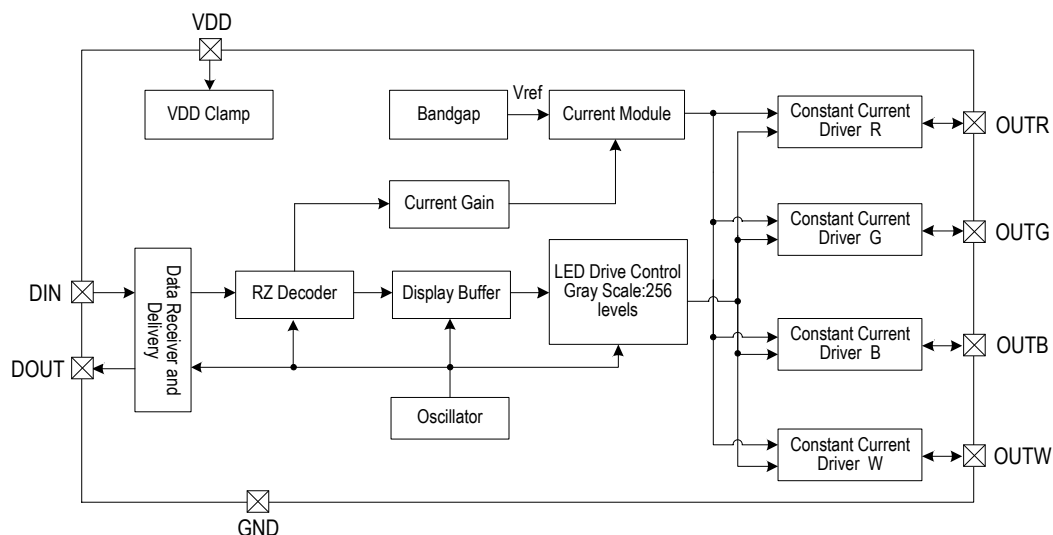 VDD
VDD Clamp
Bandgap
Vref
Current Module
Constant Current
Driver R
OUTR
Current Gain
Constant Current
Driver G
OUTG
DIN
DOUT
Data Receiver and
Delivery
RZ Decoder
Display Buffer
LED Drive Control
Gray Scale:256
levels
Constant Current
Driver B
OUTB
Oscillator
Constant Current
Driver W
OUTW
GND